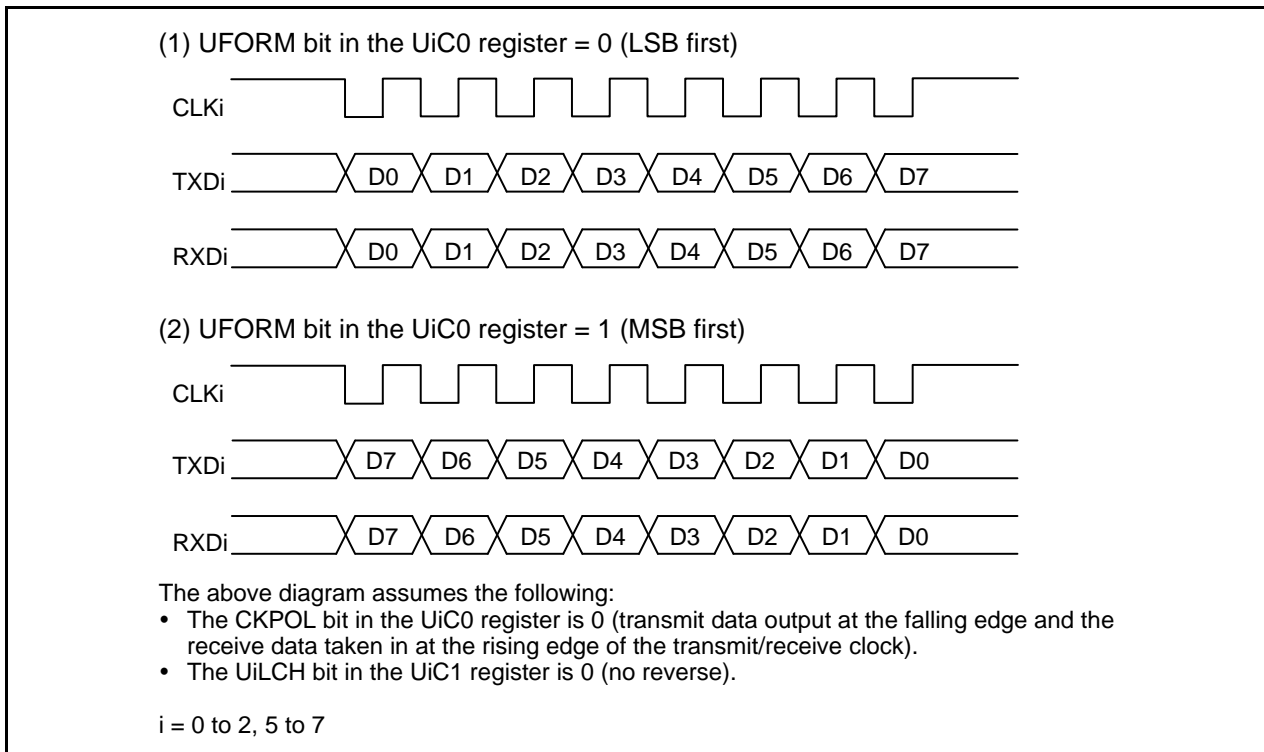 (1) UFORM bit in the UiC0 register = 0 (LSB first)
CLKi
TXDi D0 D1 D2 D3 D4 D5 D6 D7
RXDi D0 D1 D2 D3 D4 D5 D6 D7
(2) UFORM bit in the UiC0 register = 1 (MSB first)
CLKi
TXDi D7 D6 D5 D4 D3 D2 D1 D0
RXDi D7 D6 D5 D4 D3 D2 D1 D0
The above diagram assumes the following:
• The CKPOL bit in the UiC0 register is 0 (transmit data output at the falling edge and the
receive data taken in at the rising edge of the transmit/receive clock).
• The UiLCH bit in the UiC1 register is 0 (no reverse).
i = 0 to 2, 5 to 7